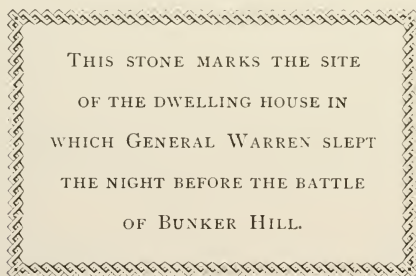 This stone marks the site
of the dwelling house in
which General Warren slept
the night before the battle
of Bunker Hill.